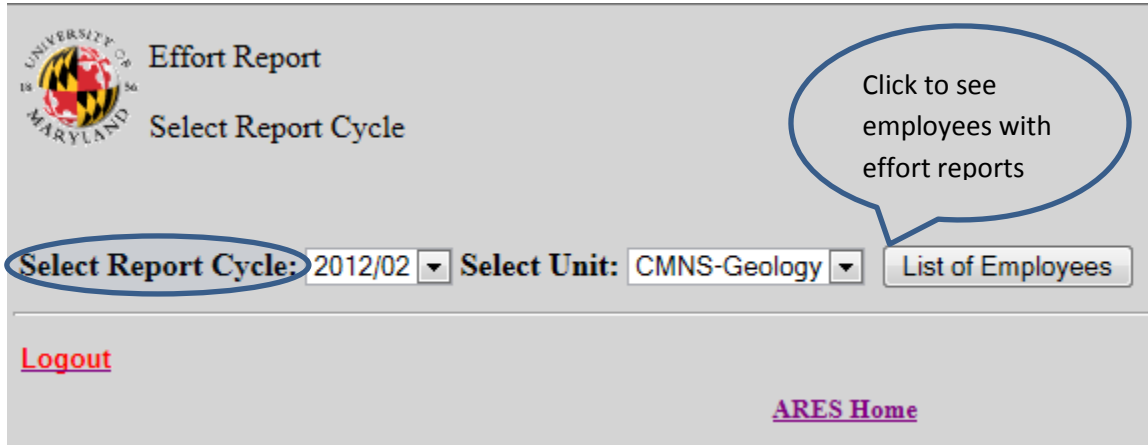 UNIVERSITY OF
18 56
MARYLAND
Effort Report
Select Report Cycle
Click to see
employees with
effort reports
Select Report Cycle: 2012/02 Select Unit: CMNS-Geology List of Employees
Logout
ARES Home